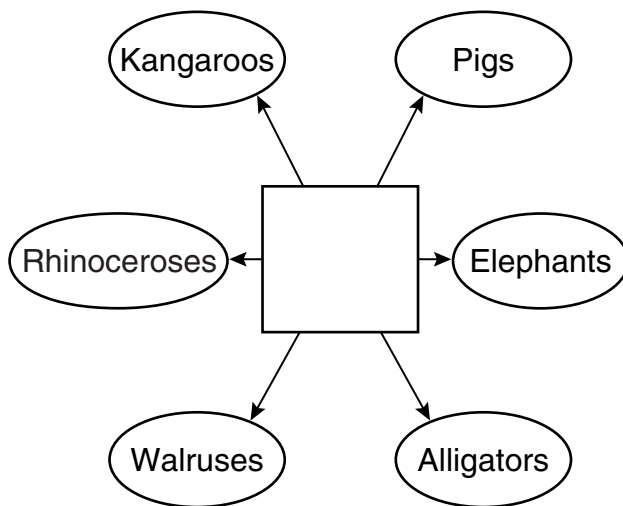 Kangaroos
Pigs
Rhinoceroses
Elephants
Walruses
Alligators